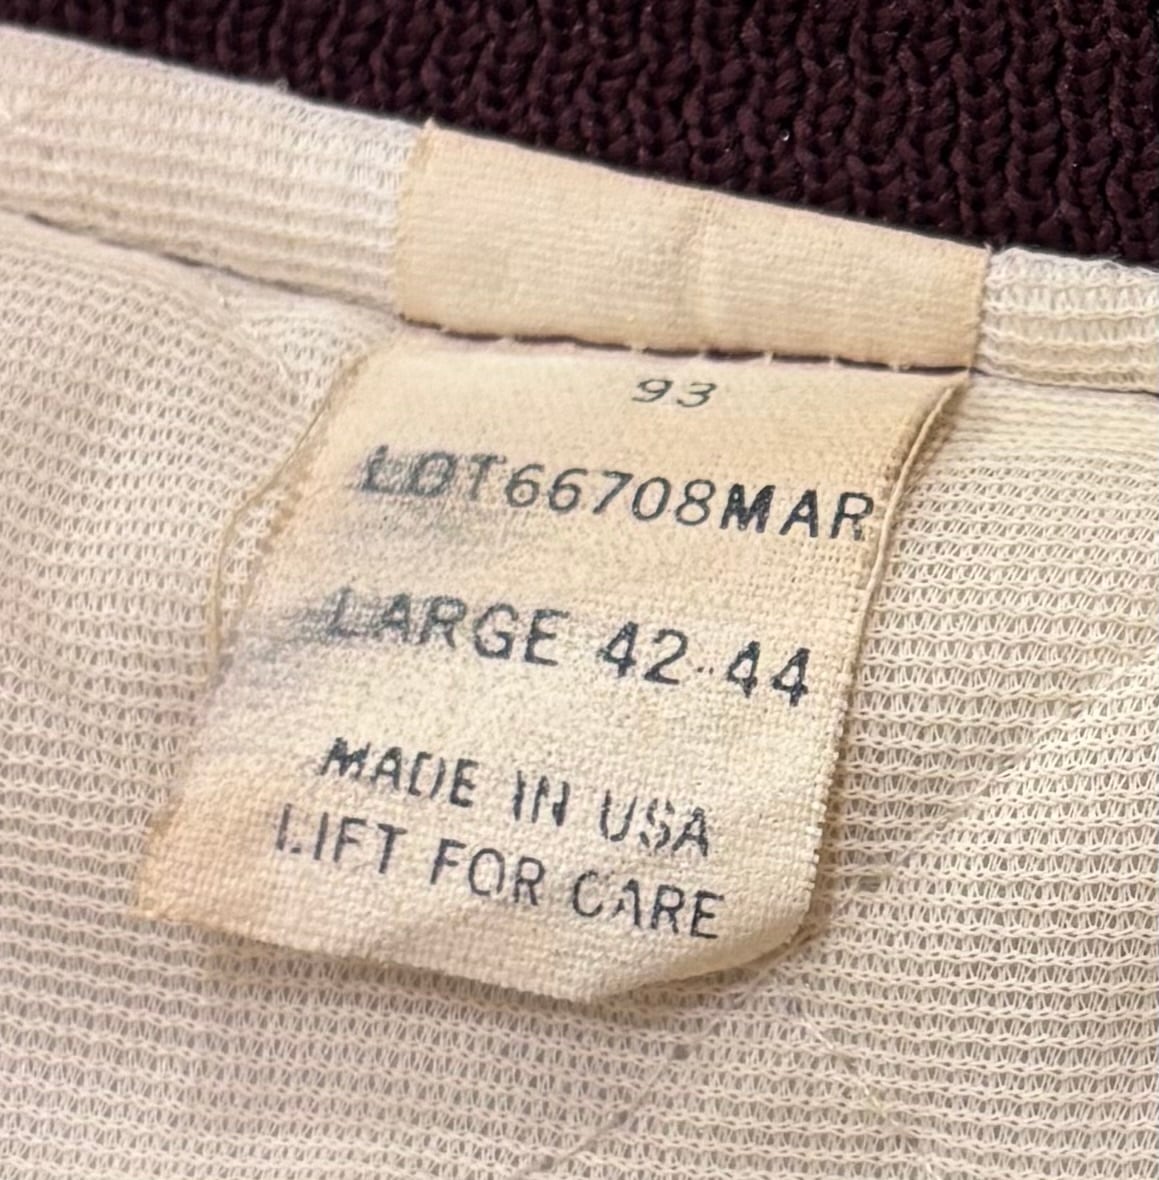 93
LOT66708MAR
LARGE 42-44
MADE IN USA
LIFT FOR CARE